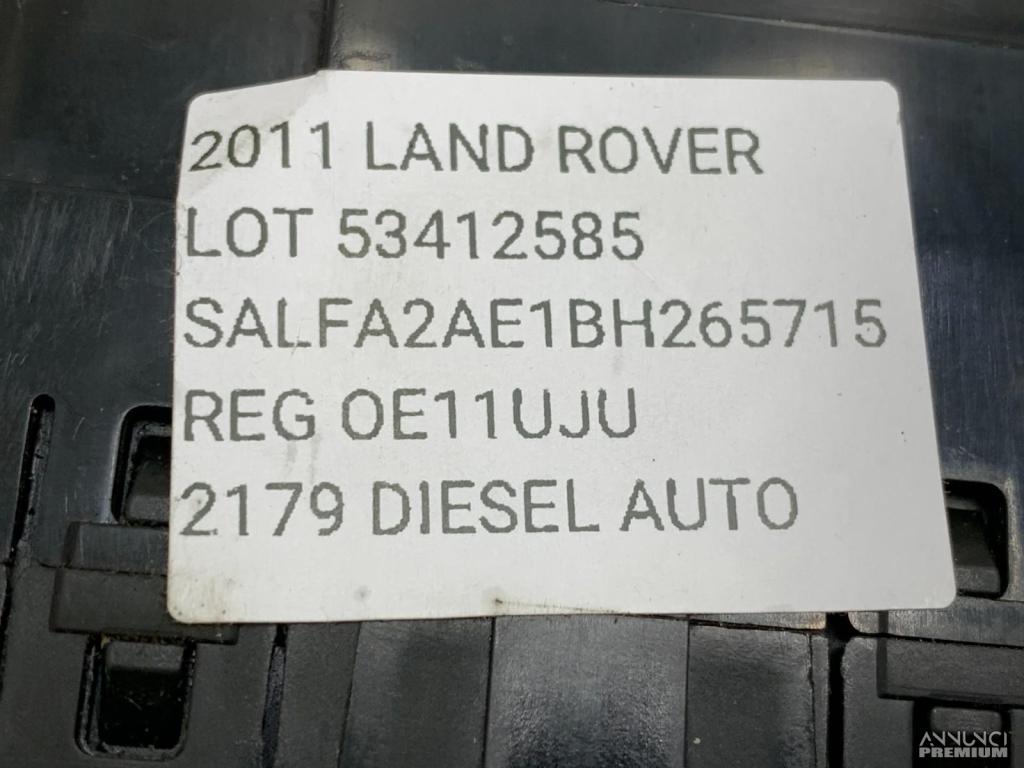 2011 LAND ROVER
LOT 53412585
SALFA2AE1BH265715
REG OE11UJU
2179 DIESEL AUTO
ANNUNCI
PREMIUM